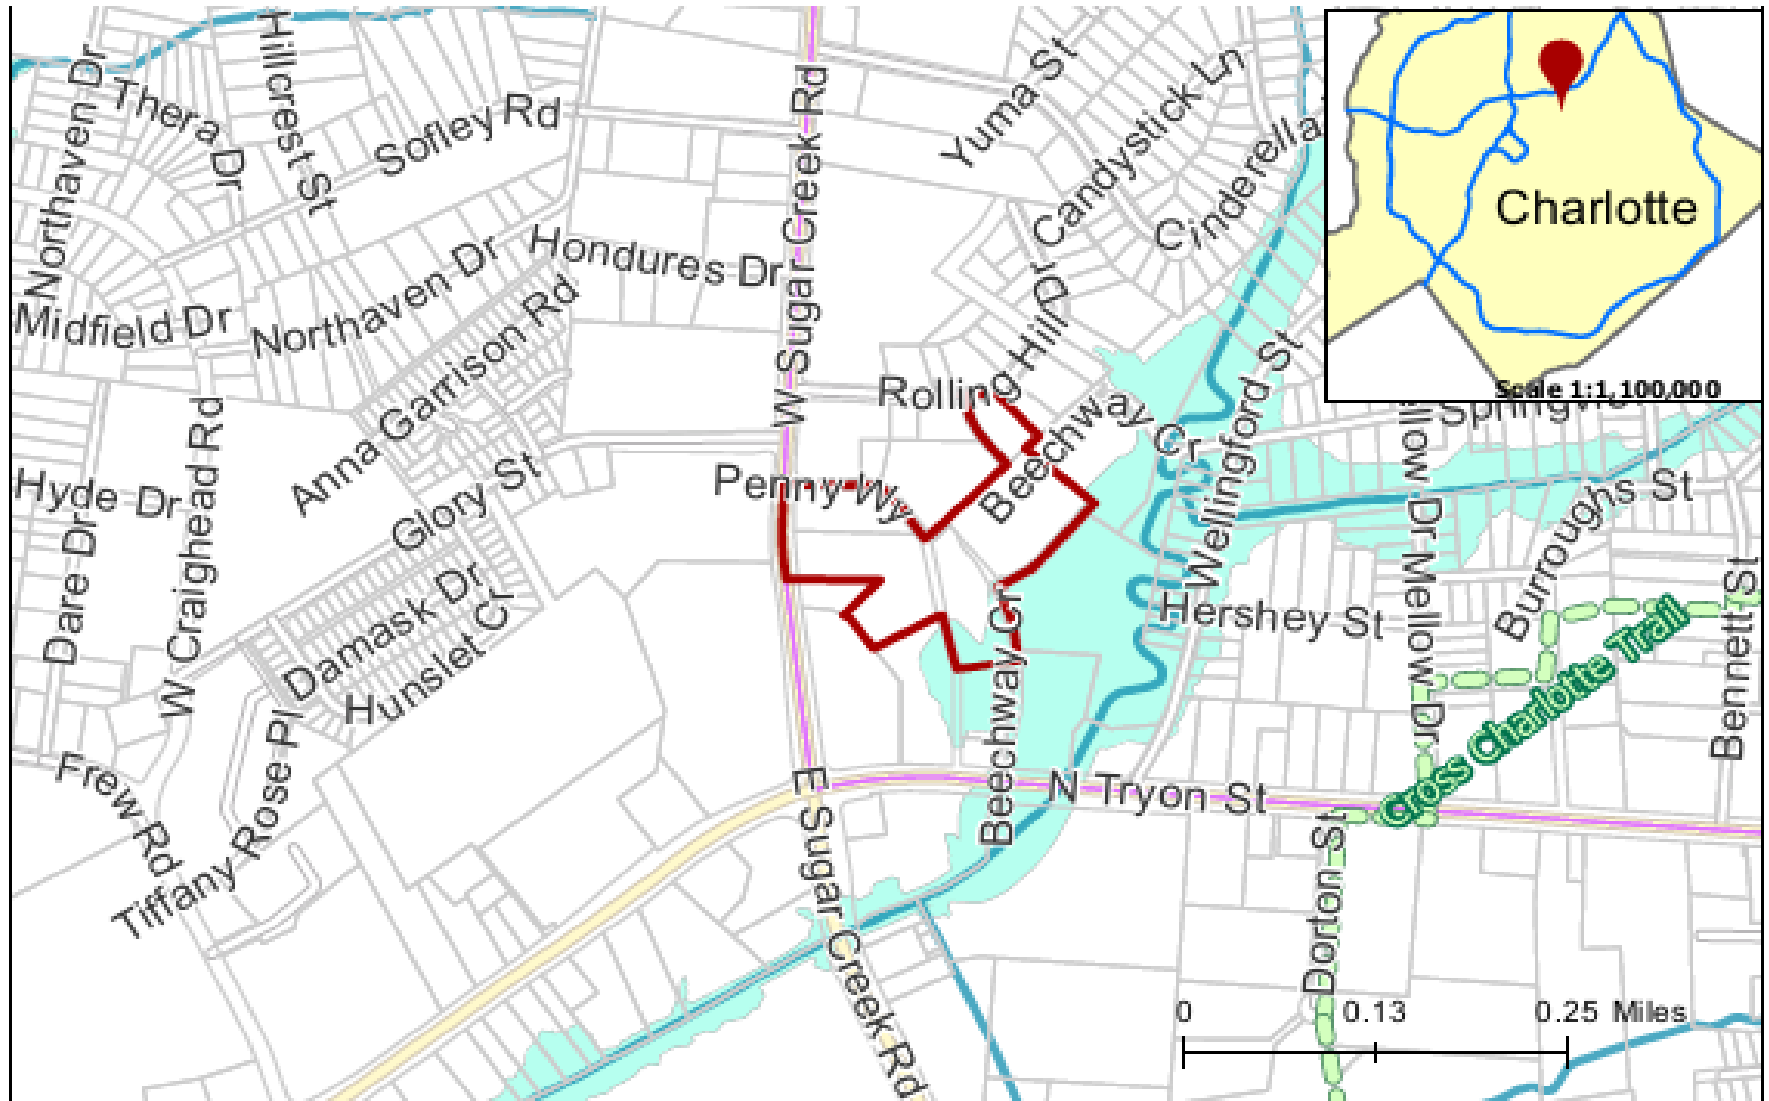 Hillcrest St
Northaven Dr
Thera Dr
Sofley Rd
W Sugar Creek Rd
Yuma St
Candystick Ln
Cinderella
Charlotte
Scale 1:1,100,000
Hondures Dr
Northaven Dr
Midfield Dr
Anna Garrison Rd
Rolling Hill Dr
Beechway Cr
Wellingford St
Hyde Dr
W Craighead Rd
Glory St
Penny Wy
Burroughs St
Dare Dr
Damask Dr
Hunslet Cr
Beechway Cr
Hershey St
Mellow Dr
llow Dr
Cross Charlotte Trail
Bennett St
Frew Rd
Tiffany Rose Pl
E Sugar Creek Rd
N Tryon St
Dorton St
0 0.13 0.25 Miles